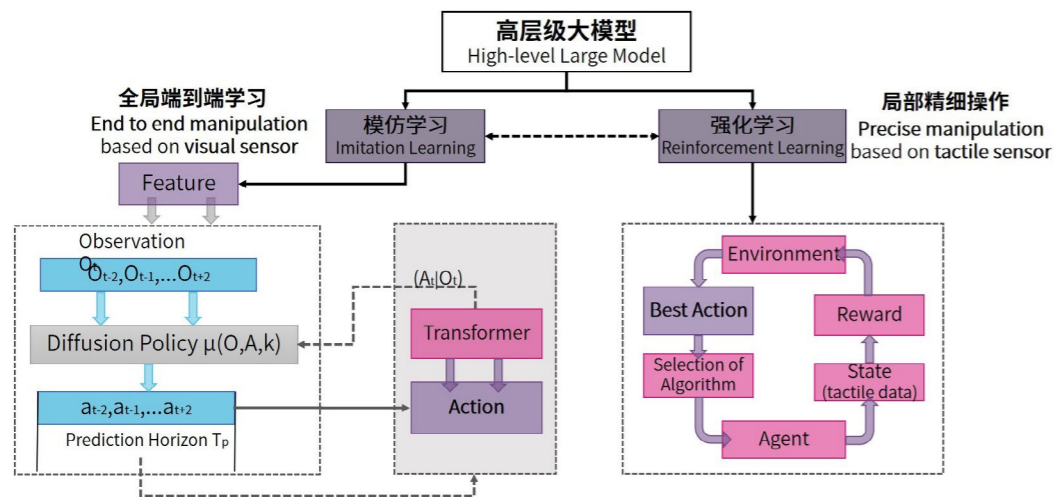 高层级大模型
High-level Large Model
全局端到端学习
End to end manipulation
based on visual sensor
模仿学习
Imitation Learning
强化学习
Reinforcement Learning
局部精细操作
Precise manipulation
based on tactile sensor
Feature
Observation
Oₜ
Oₜ₋₂,Oₜ₋₁,...Oₜ₊₂
Diffusion Policy μ(O,A,k)
aₜ₋₂,aₜ₋₁,...aₜ₊₂
Prediction Horizon Tₚ
(Aₜ|Oₜ)
Transformer
Action
Environment
Best Action
Reward
Selection of
Algorithm
State
(tactile data)
Agent